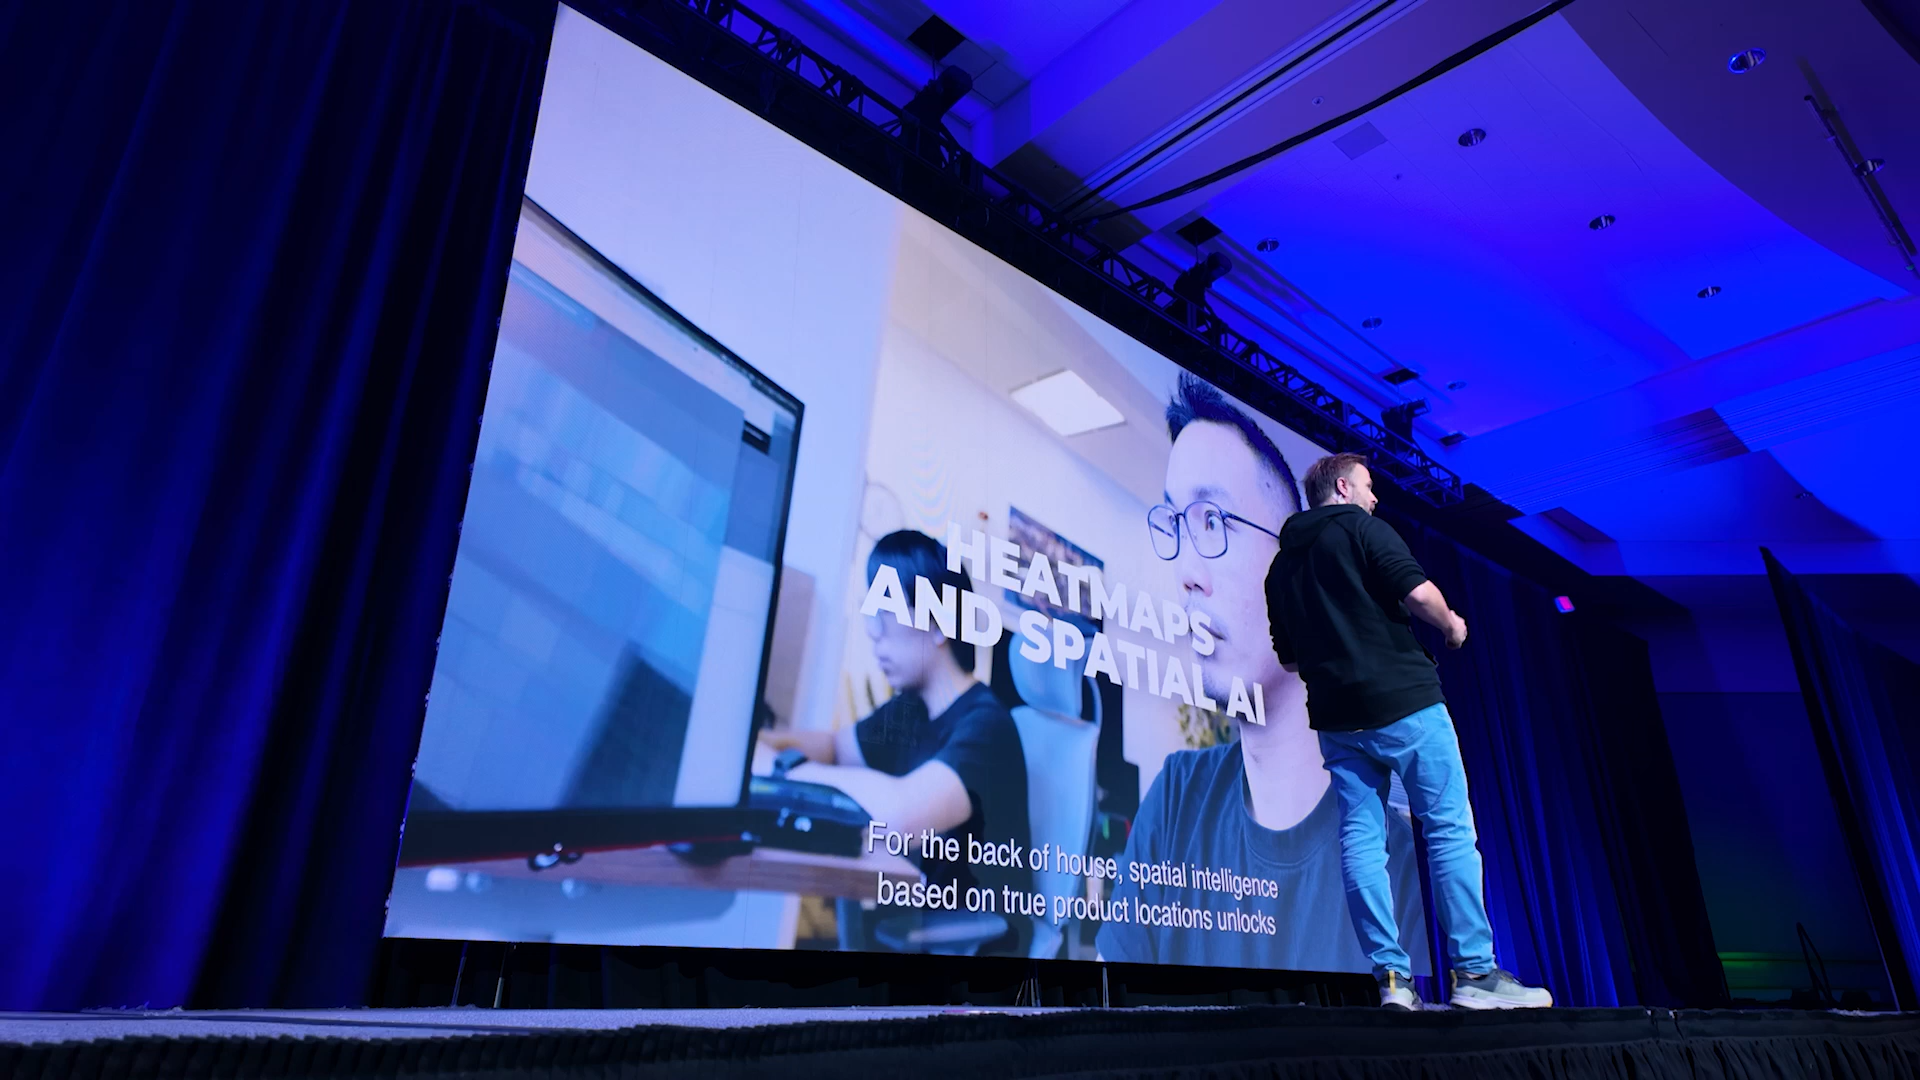 HEATMAPS
AND SPATIAL AI
For the back of house, spatial intelligence
based on true product locations unlocks